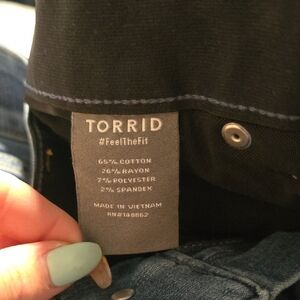 TORRID
#FeelTheFit
65% COTTON
26% RAYON
7% POLYESTER
2% SPANDEX
MADE IN VIETNAM
RN#148862